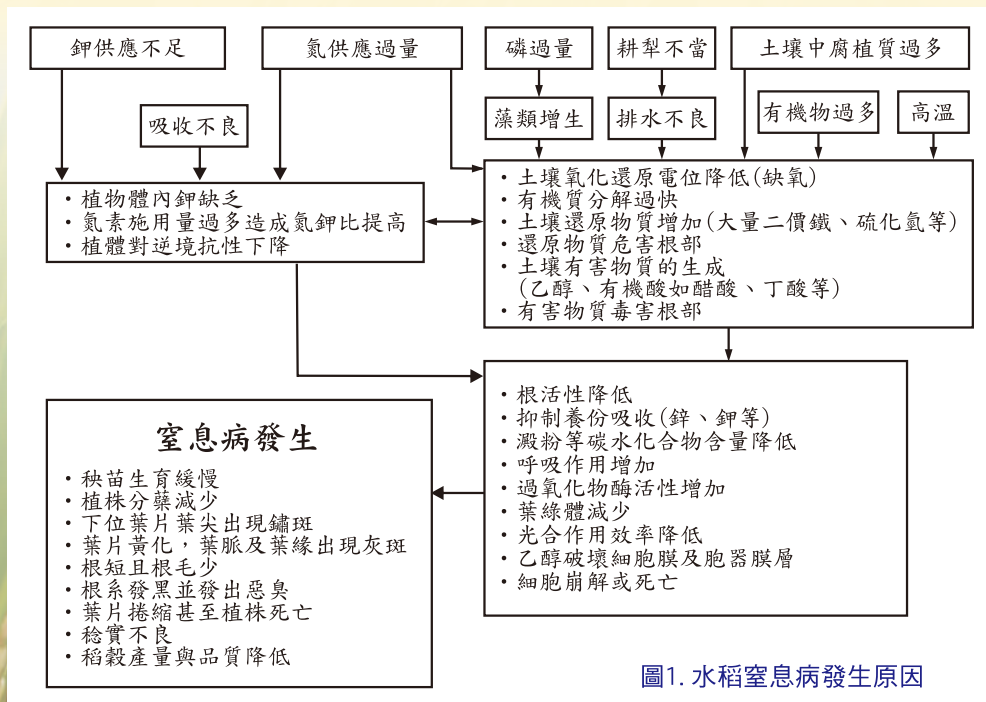 鉀供應不足
氮供應過量
磷過量
耕犁不當
土壤中腐植質過多
吸收不良
藻類增生
排水不良
有機物過多
高溫
・植物體內鉀缺乏
・氮素施用量過多造成氮鉀比提高
・植體對逆境抗性下降
・土壤氧化還原電位降低(缺氧)
・有機質分解過快
・土壤還原物質增加(大量二價鐵、硫化氫等)
・還原物質危害根部
・土壤有害物質的生成
(乙醇、有機酸如醋酸、丁酸等)
・有害物質毒害根部
・根活性降低
・抑制養份吸收(鋅、鉀等)
・澱粉等碳水化合物含量降低
・呼吸作用增加
・過氧化物酶活性增加
・葉綠體減少
・光合作用效率降低
・乙醇破壞細胞膜及胞器膜層
・細胞崩解或死亡
窒息病發生
・秧苗生育緩慢
・植株分蘗減少
・下位葉片葉尖出現鏽斑
・葉片黃化，葉脈及葉緣出現灰斑
・根短且根毛少
・根系發黑並發出惡臭
・葉片捲縮甚至植株死亡
・稔實不良
・稻穀產量與品質降低
圖1. 水稻窒息病發生原因